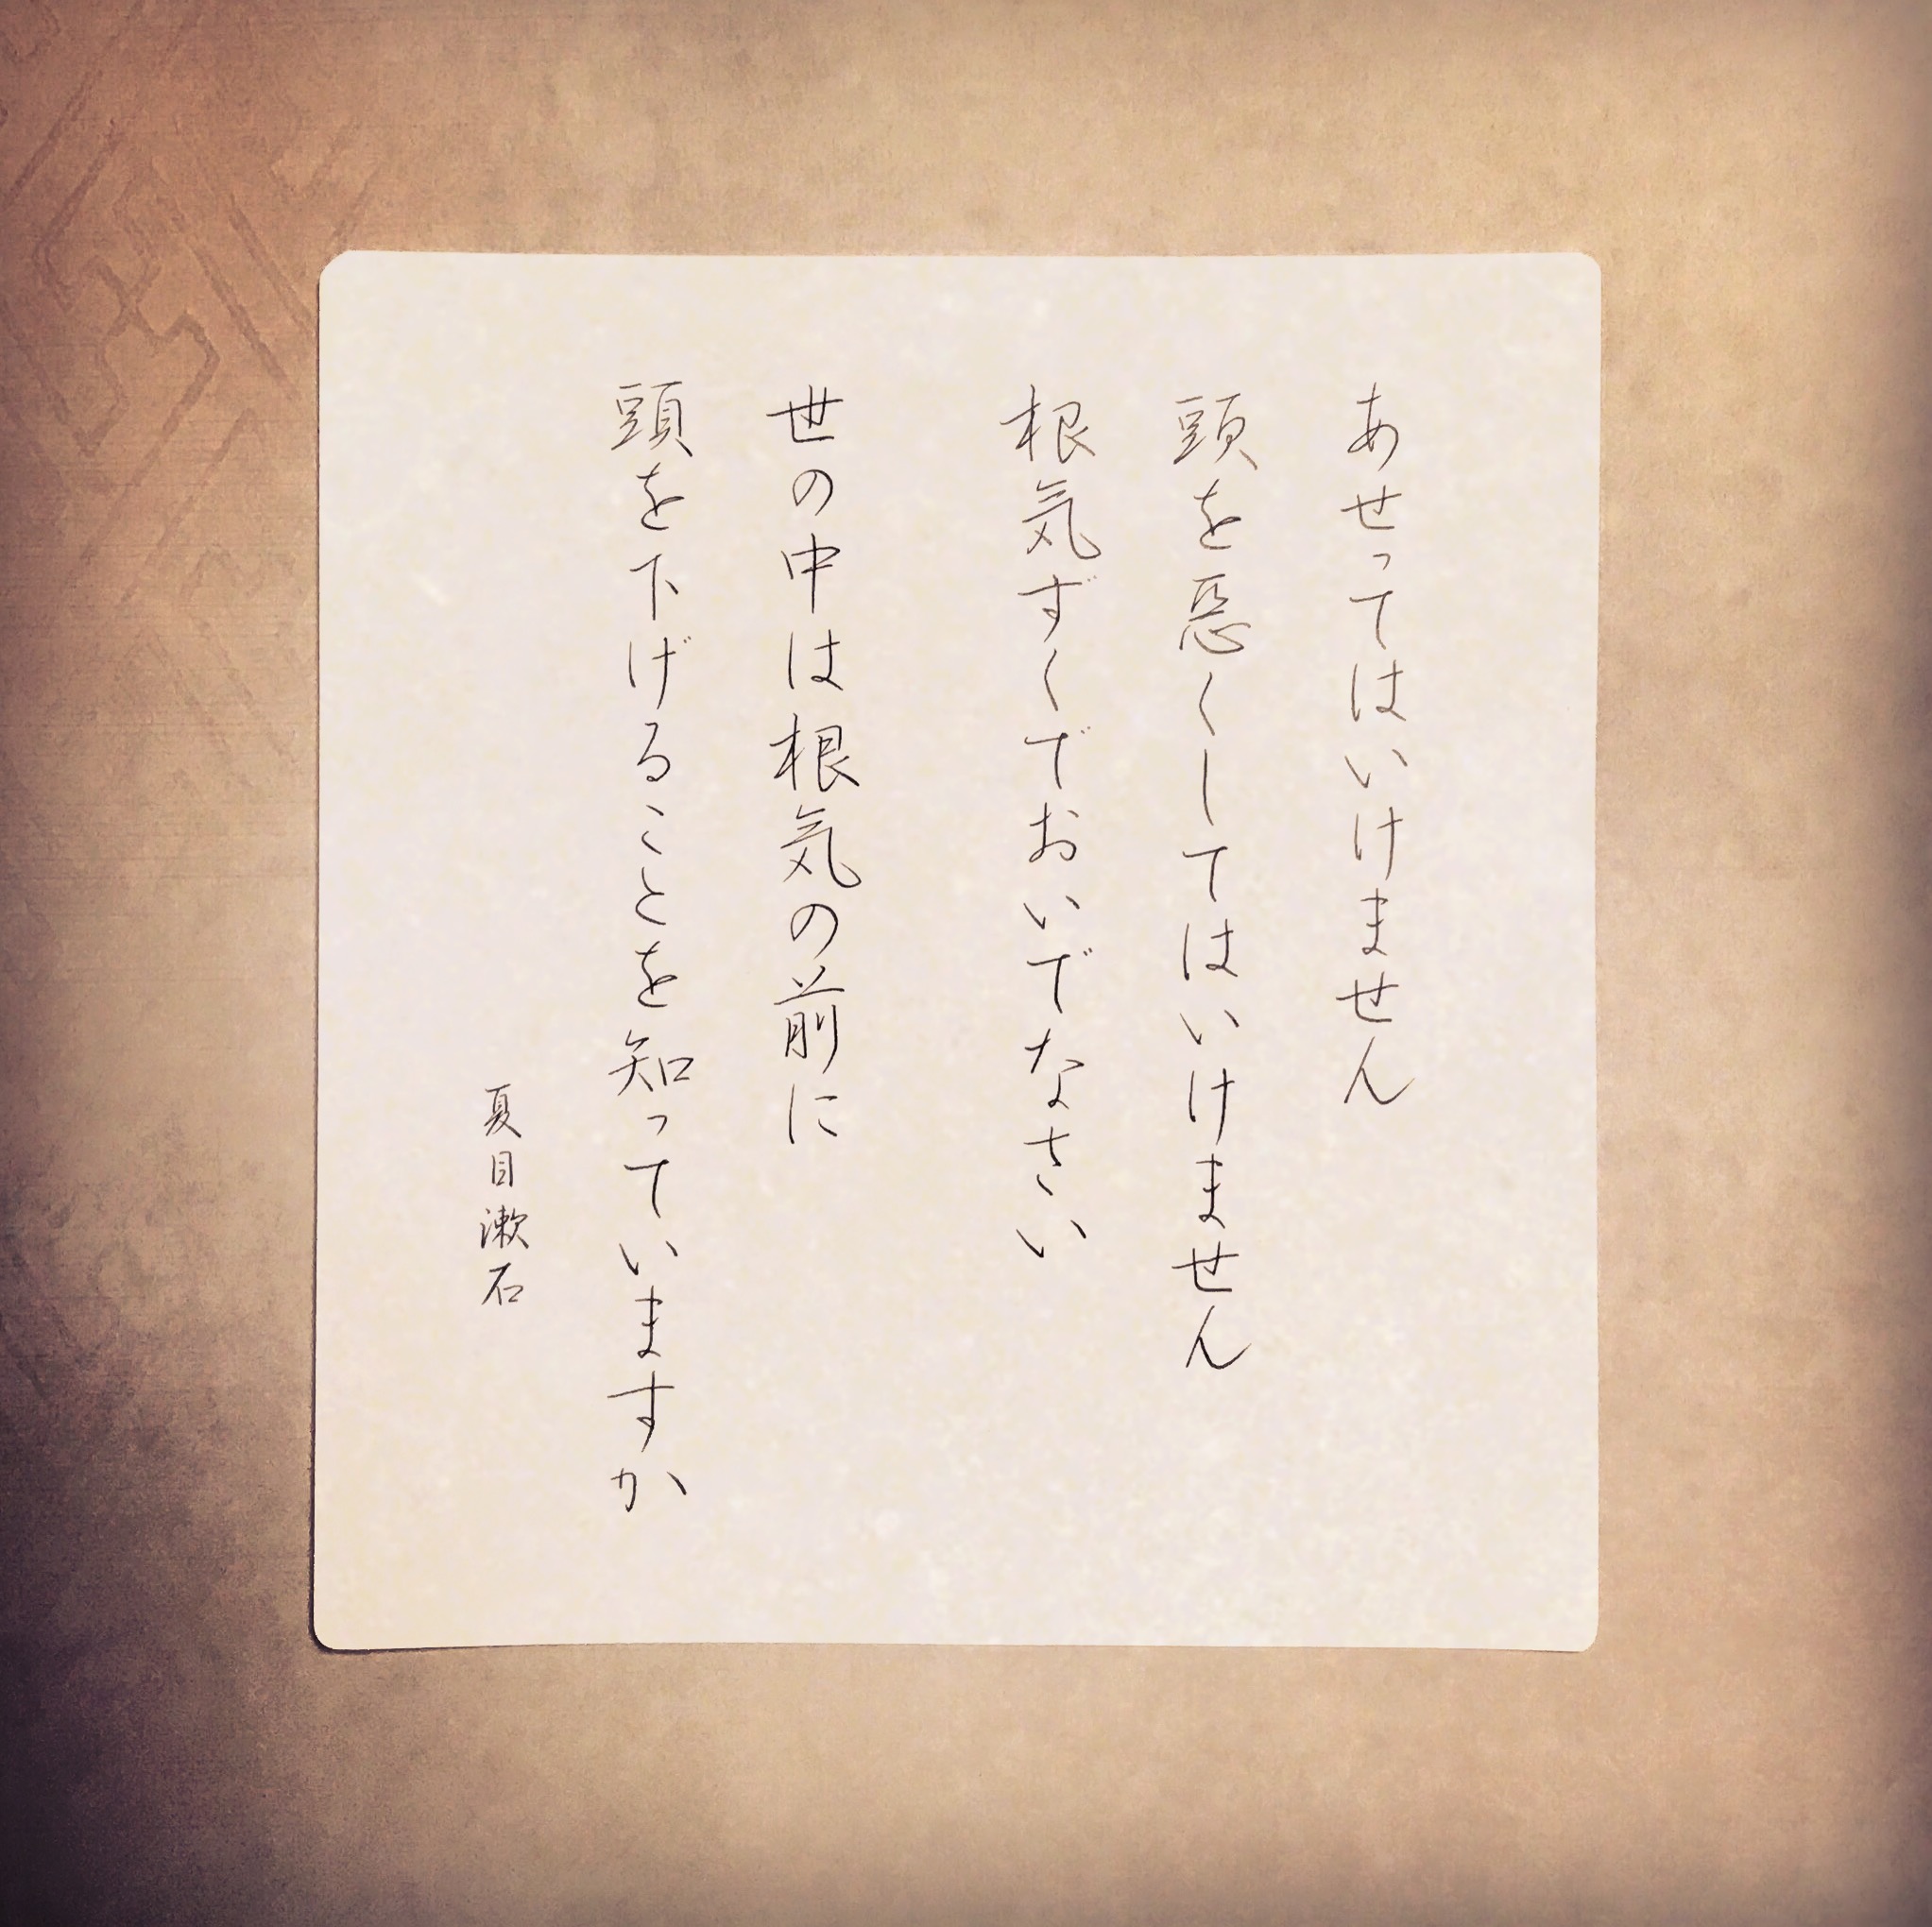 あせってはいけません
頭を悪くしてはいけません
根気ずくでおいでなさい
世の中は根気の前に
頭を下げることを知っていますか
夏目漱石